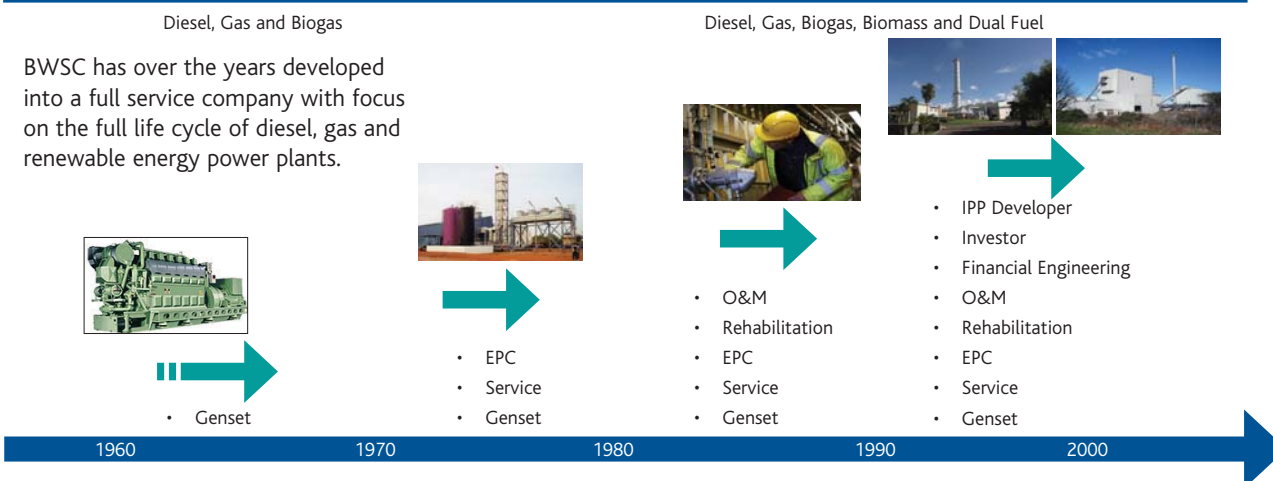 Diesel, Gas and Biogas
Diesel, Gas, Biogas, Biomass and Dual Fuel
BWSC has over the years developed
into a full service company with focus
on the full life cycle of diesel, gas and
renewable energy power plants.
• Genset
• EPC
• Service
• Genset
• O&M
• Rehabilitation
• EPC
• Service
• Genset
• IPP Developer
• Investor
• Financial Engineering
• O&M
• Rehabilitation
• EPC
• Service
• Genset
1960 1970 1980 1990 2000